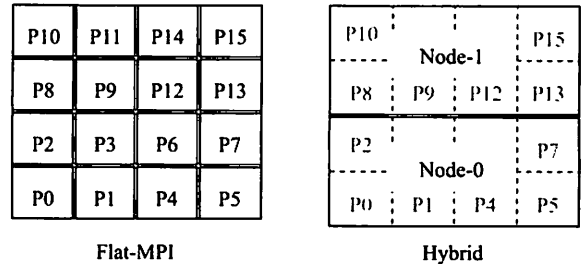 P10 P11 P14 P15
P8 P9 P12 P13
P2 P3 P6 P7
P0 P1 P4 P5
Flat-MPI
P10 P15
Node-1
P8 P9 P12 P13
P2 P7
Node-0
P0 P1 P4 P5
Hybrid